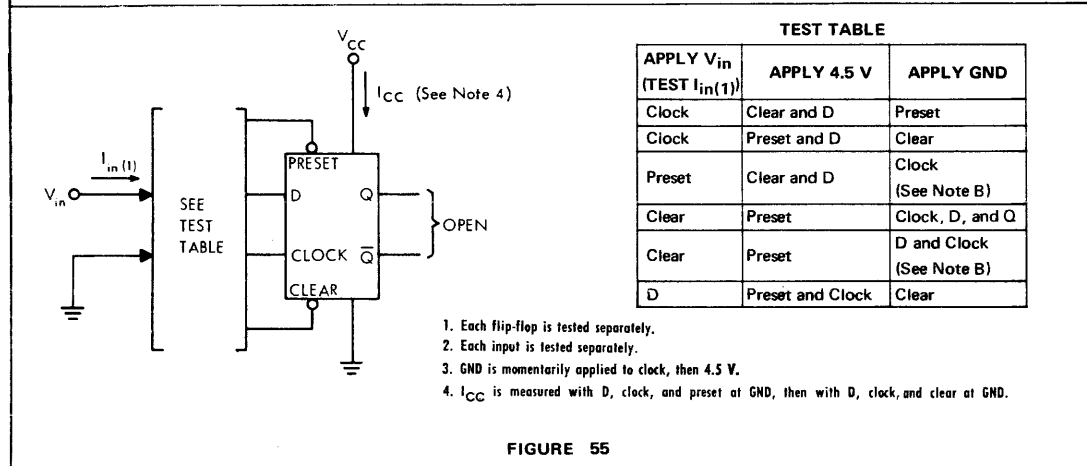 V_CC
I_CC (See Note 4)
I_in (1)
V_in
SEE
TEST
TABLE
PRESET
D
Q
CLOCK
Q̅
CLEAR
OPEN
TEST TABLE
APPLY V_in (TEST I_in(1)) APPLY 4.5 V APPLY GND
Clock Clear and D Preset
Clock Preset and D Clear
Preset Clear and D Clock (See Note B)
Clear Preset Clock, D, and Q
Clear Preset D and Clock (See Note B)
D Preset and Clock Clear
1. Each flip-flop is tested separately.
2. Each input is tested separately.
3. GND is momentarily applied to clock, then 4.5 V.
4. I_CC is measured with D, clock, and preset at GND, then with D, clock, and clear at GND.
FIGURE 55